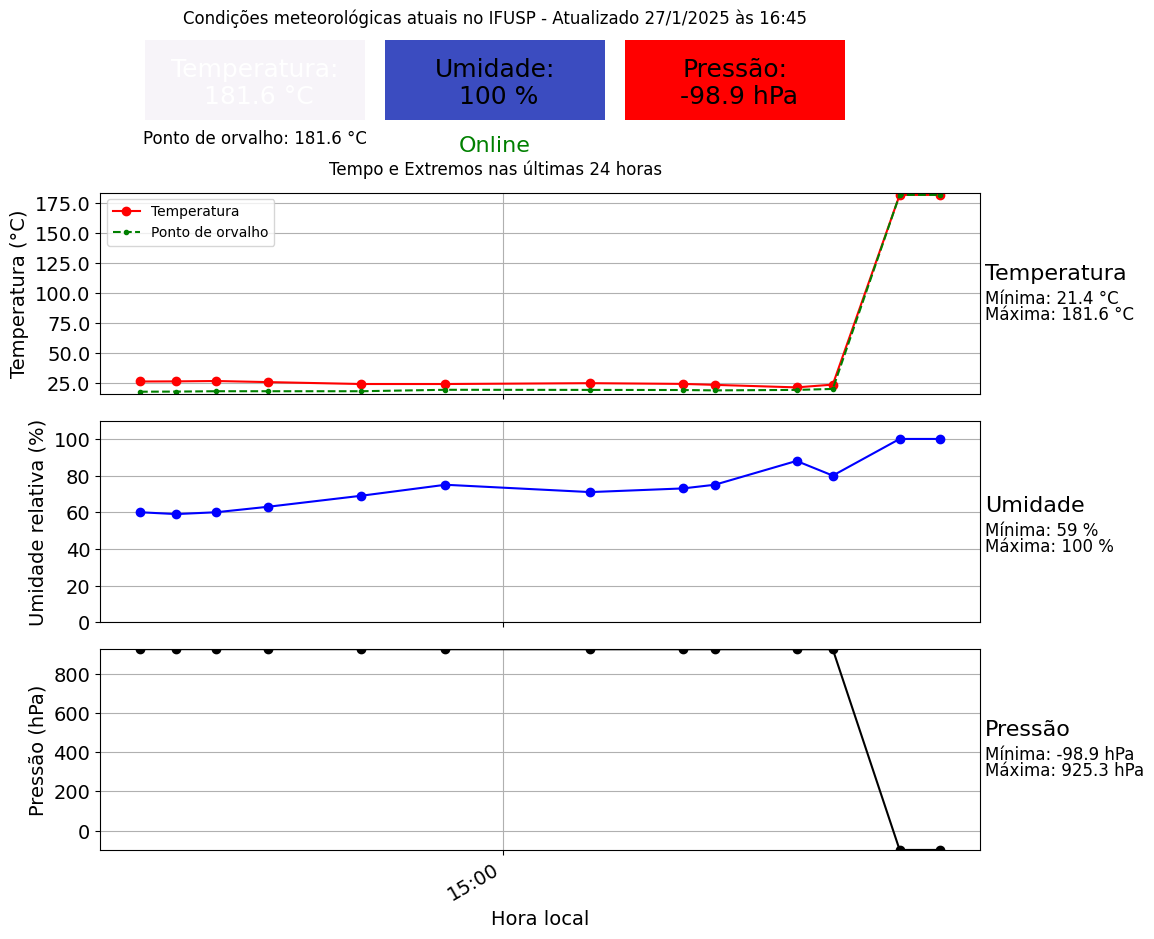 Condições meteorológicas atuais no IFUSP - Atualizado 27/1/2025 às 16:45
Temperatura:
181.6 °C
Umidade:
100 %
Pressão:
-98.9 hPa
Ponto de orvalho: 181.6 °C
Online
Tempo e Extremos nas últimas 24 horas
Temperatura (°C)
175.0
150.0
125.0
100.0
75.0
50.0
25.0
Temperatura
Ponto de orvalho
Temperatura
Mínima: 21.4 °C
Máxima: 181.6 °C
Umidade relativa (%)
100
80
60
40
20
0
Umidade
Mínima: 59 %
Máxima: 100 %
Pressão (hPa)
800
600
400
200
0
Pressão
Mínima: -98.9 hPa
Máxima: 925.3 hPa
15:00
Hora local